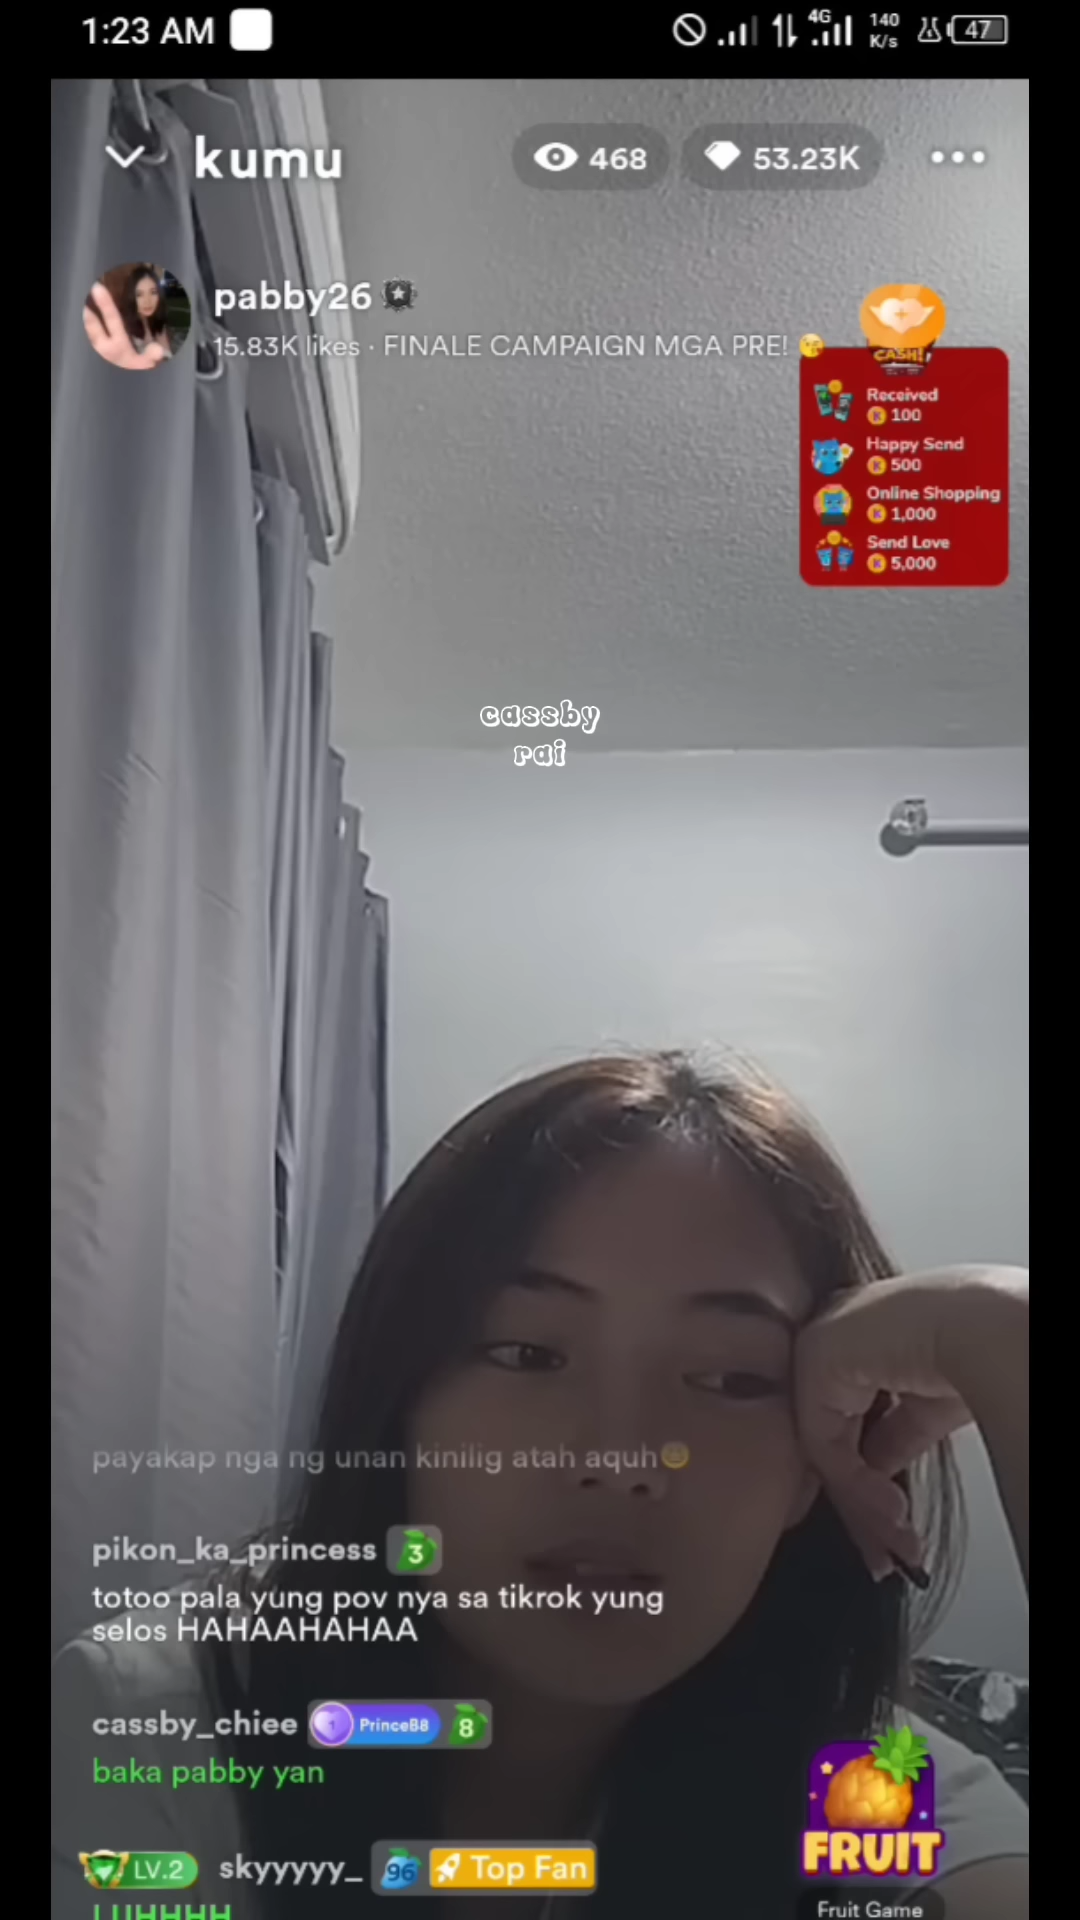 1:23 AM
4G
140
K/s
47
kumu
468
53.23K
pabby26
15.83K likes · FINALE CAMPAIGN MGA PRE! 😘
CASH!
Received
100
Happy Send
500
Online Shopping
1,000
Send Love
5,000
cassby
rai
payakap nga ng unan kinilig atah aquh
pikon_ka_princess 3
totoo pala yung pov nya sa tikrok yung
selos HAHAAHAHAA
cassby_chiee 1 PrinceB8 8
baka pabby yan
LV.2 skyyyyy_ 96 Top Fan
LUHHHH
FRUIT
Fruit Game